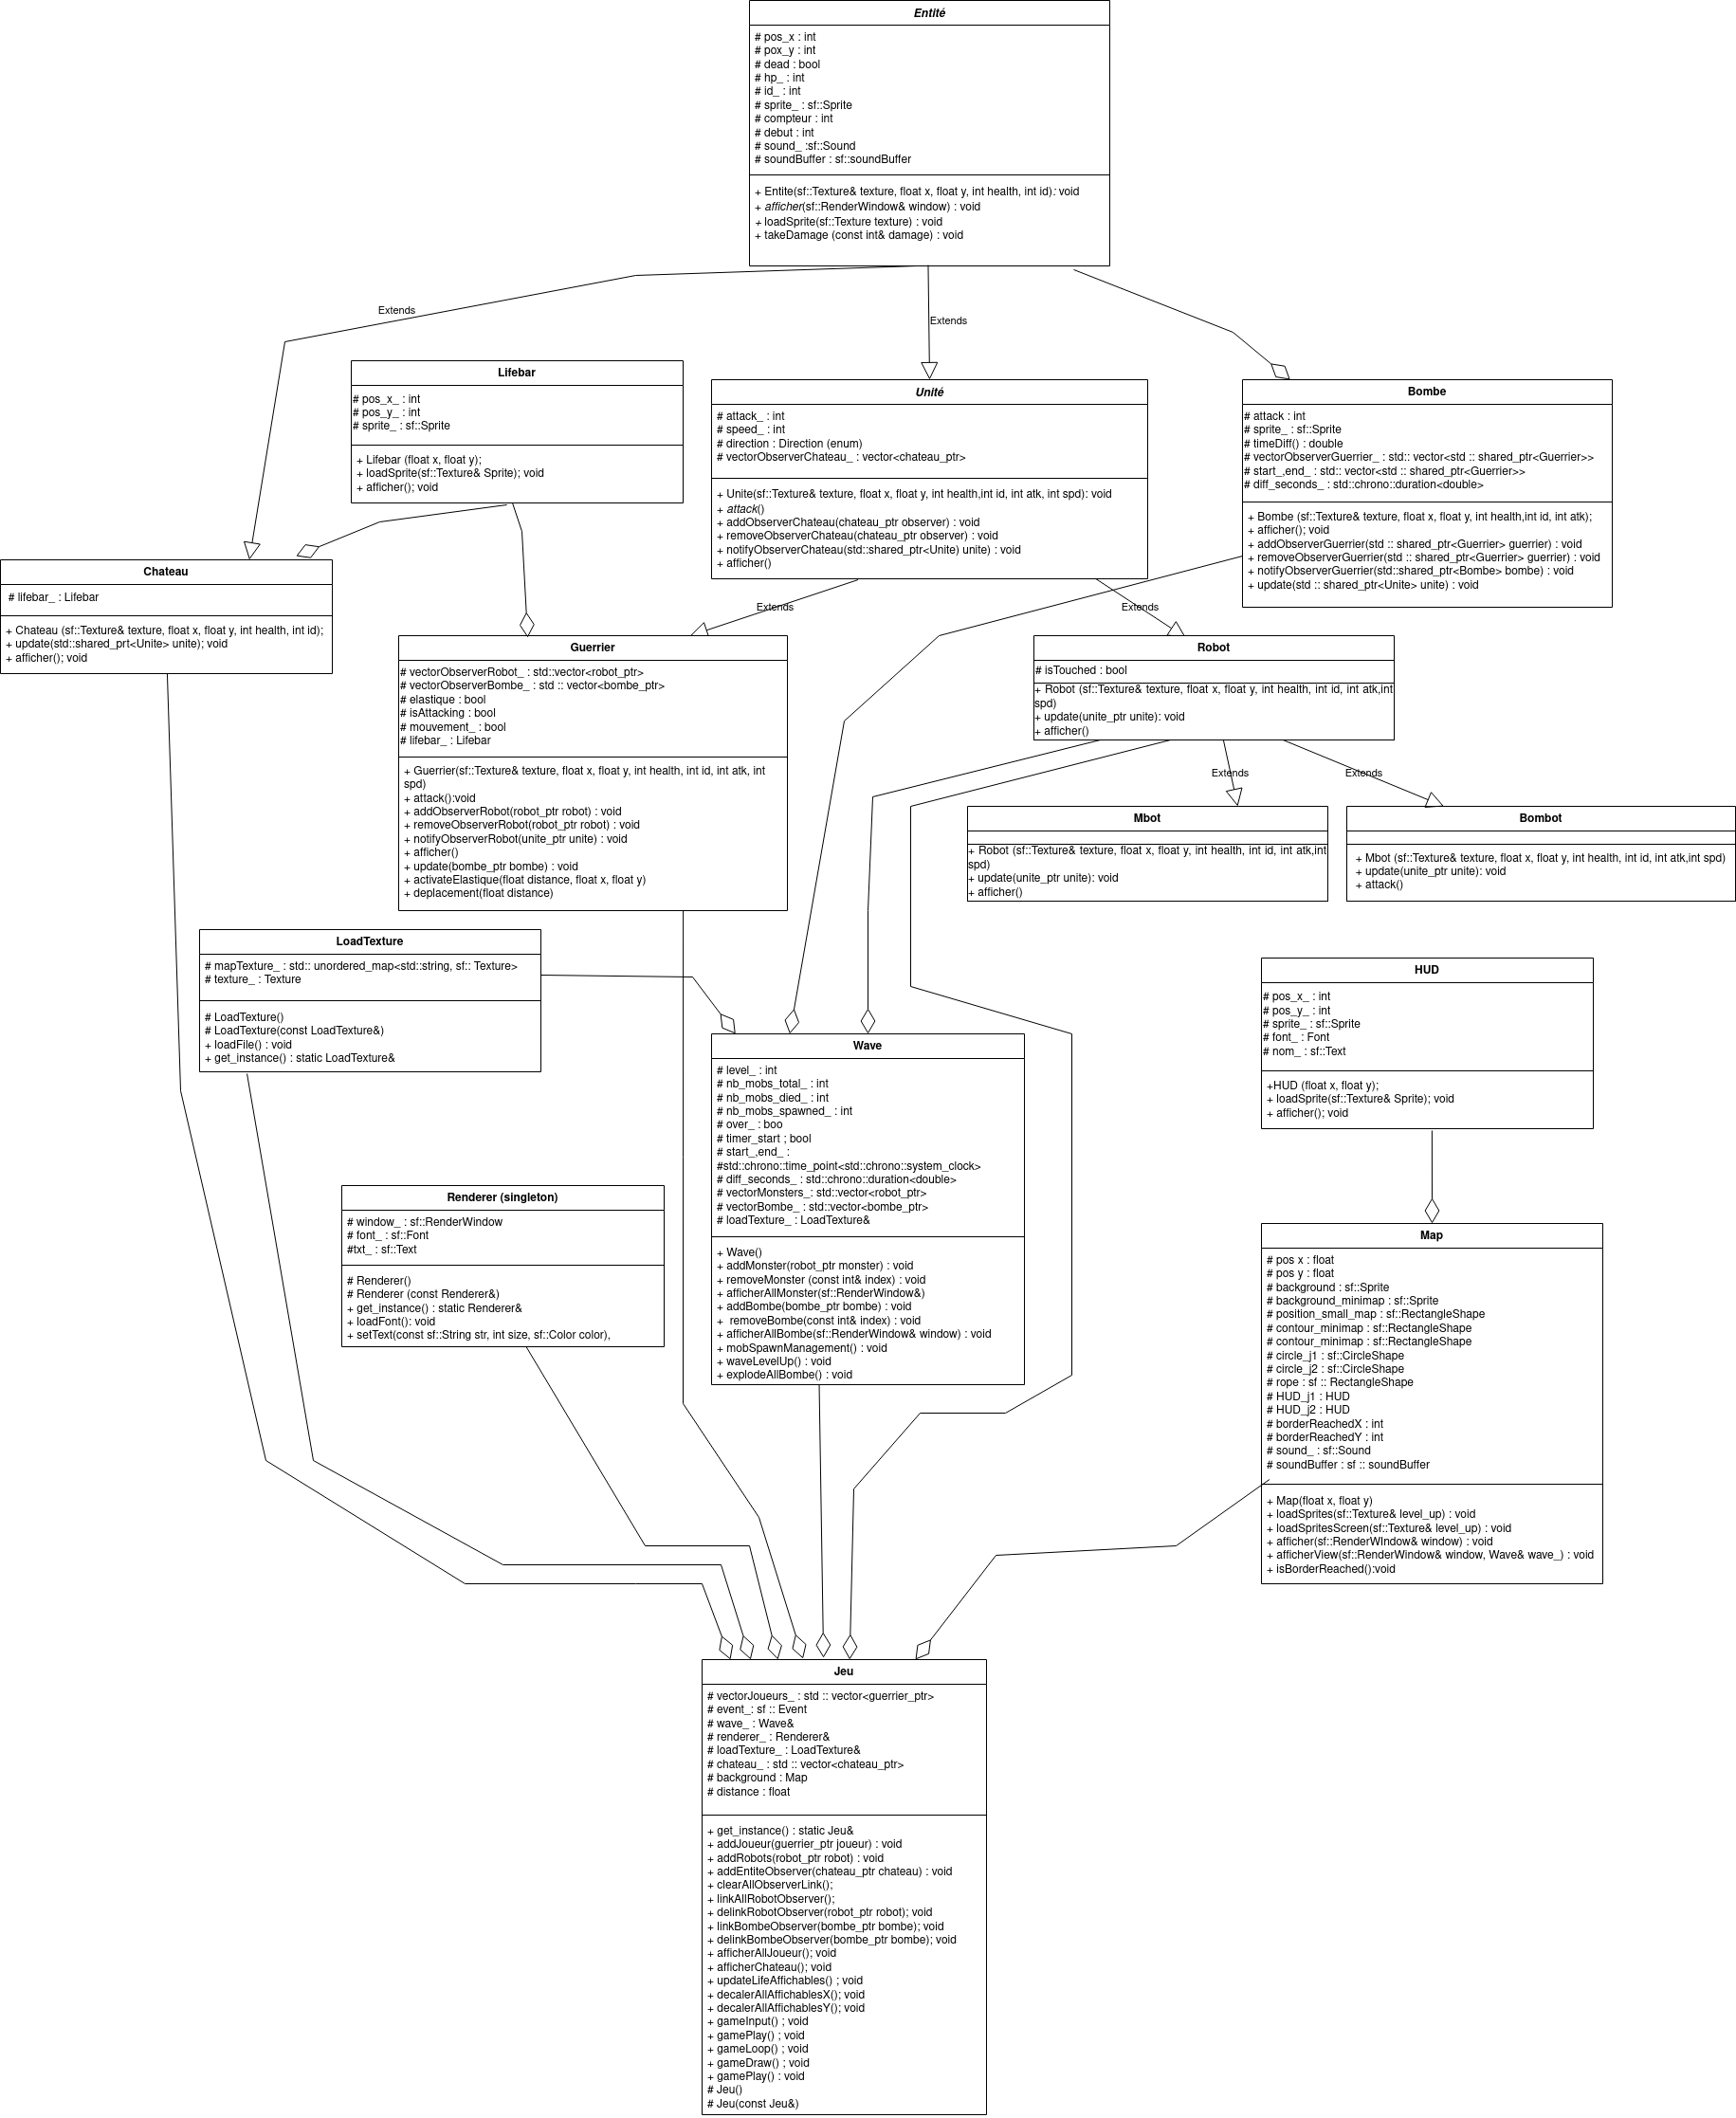 Entité
# pos_x : int
# pox_y : int
# dead : bool
# hp_ : int
# id_ : int
# sprite_ : sf::Sprite
# compteur : int
# debut : int
# sound_ :sf::Sound
# soundBuffer : sf::soundBuffer
+ Entite(sf::Texture& texture, float x, float y, int health, int id): void
+ afficher(sf::RenderWindow& window) : void
+ loadSprite(sf::Texture texture) : void
+ takeDamage (const int& damage) : void
Extends
Extends
Lifebar
# pos_x_ : int
# pos_y_ : int
# sprite_ : sf::Sprite
+ Lifebar (float x, float y);
+ loadSprite(sf::Texture& Sprite); void
+ afficher(); void
Unité
# attack_ : int
# speed_ : int
# direction : Direction (enum)
# vectorObserverChateau_ : vector<chateau_ptr>
+ Unite(sf::Texture& texture, float x, float y, int health,int id, int atk, int spd): void
+ attack()
+ addObserverChateau(chateau_ptr observer) : void
+ removeObserverChateau(chateau_ptr observer) : void
+ notifyObserverChateau(std::shared_ptr<Unite> unite) : void
+ afficher()
Bombe
# attack : int
# sprite_ : sf::Sprite
# timeDiff() : double
# vectorObserverGuerrier_ : std:: vector<std :: shared_ptr<Guerrier>>
# start_,end_ : std:: vector<std :: shared_ptr<Guerrier>>
# diff_seconds_ : std::chrono::duration<double>
+ Bombe (sf::Texture& texture, float x, float y, int health,int id, int atk);
+ afficher(); void
+ addObserverGuerrier(std :: shared_ptr<Guerrier> guerrier) : void
+ removeObserverGuerrier(std :: shared_ptr<Guerrier> guerrier) : void
+ notifyObserverGuerrier(std::shared_ptr<Bombe> bombe) : void
+ update(std :: shared_ptr<Unite> unite) : void
Chateau
# lifebar_ : Lifebar
+ Chateau (sf::Texture& texture, float x, float y, int health, int id);
+ update(std::shared_prt<Unite> unite); void
+ afficher(); void
Extends
Extends
Guerrier
# vectorObserverRobot_ : std::vector<robot_ptr>
# vectorObserverBombe_ : std :: vector<bombe_ptr>
# elastique : bool
# isAttacking : bool
# mouvement_ : bool
# lifebar_ : Lifebar
+ Guerrier(sf::Texture& texture, float x, float y, int health, int id, int atk, int
spd)
+ attack():void
+ addObserverRobot(robot_ptr robot) : void
+ removeObserverRobot(robot_ptr robot) : void
+ notifyObserverRobot(unite_ptr unite) : void
+ afficher()
+ update(bombe_ptr bombe) : void
+ activateElastique(float distance, float x, float y)
+ deplacement(float distance)
Robot
# isTouched : bool
+ Robot (sf::Texture& texture, float x, float y, int health, int id, int atk,int
spd)
+ update(unite_ptr unite): void
+ afficher()
Extends
Extends
Mbot
+ Robot (sf::Texture& texture, float x, float y, int health, int id, int atk,int
spd)
+ update(unite_ptr unite): void
+ afficher()
Bombot
+ Mbot (sf::Texture& texture, float x, float y, int health, int id, int atk,int spd)
+ update(unite_ptr unite): void
+ attack()
LoadTexture
# mapTexture_ : std:: unordered_map<std::string, sf:: Texture>
# texture_ : Texture
# LoadTexture()
# LoadTexture(const LoadTexture&)
+ loadFile() : void
+ get_instance() : static LoadTexture&
HUD
# pos_x_ : int
# pos_y_ : int
# sprite_ : sf::Sprite
# font_ : Font
# nom_ : sf::Text
+HUD (float x, float y);
+ loadSprite(sf::Texture& Sprite); void
+ afficher(); void
Wave
# level_ : int
# nb_mobs_total_ : int
# nb_mobs_died_ : int
# nb_mobs_spawned_ : int
# over_ : boo
# timer_start ; bool
# start_,end_ :
#std::chrono::time_point<std::chrono::system_clock>
# diff_seconds_ : std::chrono::duration<double>
# vectorMonsters_: std::vector<robot_ptr>
# vectorBombe_ : std::vector<bombe_ptr>
# loadTexture_ : LoadTexture&
+ Wave()
+ addMonster(robot_ptr monster) : void
+ removeMonster (const int& index) : void
+ afficherAllMonster(sf::RenderWindow&)
+ addBombe(bombe_ptr bombe) : void
+  removeBombe(const int& index) : void
+ afficherAllBombe(sf::RenderWindow& window) : void
+ mobSpawnManagement() : void
+ waveLevelUp() : void
+ explodeAllBombe() : void
Renderer (singleton)
# window_ : sf::RenderWindow
# font_ : sf::Font
#txt_ : sf::Text
# Renderer()
# Renderer (const Renderer&)
+ get_instance() : static Renderer&
+ loadFont(): void
+ setText(const sf::String str, int size, sf::Color color),
Map
# pos x : float
# pos y : float
# background : sf::Sprite
# background_minimap : sf::Sprite
# position_small_map : sf::RectangleShape
# contour_minimap : sf::RectangleShape
# contour_minimap : sf::RectangleShape
# circle_j1 : sf::CircleShape
# circle_j2 : sf::CircleShape
# rope : sf :: RectangleShape
# HUD_j1 : HUD
# HUD_j2 : HUD
# borderReachedX : int
# borderReachedY : int
# sound_ : sf::Sound
# soundBuffer : sf :: soundBuffer
+ Map(float x, float y)
+ loadSprites(sf::Texture& level_up) : void
+ loadSpritesScreen(sf::Texture& level_up) : void
+ afficher(sf::RenderWIndow& window) : void
+ afficherView(sf::RenderWindow& window, Wave& wave_) : void
+ isBorderReached():void
Jeu
# vectorJoueurs_ : std :: vector<guerrier_ptr>
# event_: sf :: Event
# wave_ : Wave&
# renderer_ : Renderer&
# loadTexture_ : LoadTexture&
# chateau_ : std :: vector<chateau_ptr>
# background : Map
# distance : float
+ get_instance() : static Jeu&
+ addJoueur(guerrier_ptr joueur) : void
+ addRobots(robot_ptr robot) : void
+ addEntiteObserver(chateau_ptr chateau) : void
+ clearAllObserverLink();
+ linkAllRobotObserver();
+ delinkRobotObserver(robot_ptr robot); void
+ linkBombeObserver(bombe_ptr bombe); void
+ delinkBombeObserver(bombe_ptr bombe); void
+ afficherAllJoueur(); void
+ afficherChateau(); void
+ updateLifeAffichables() ; void
+ decalerAllAffichablesX(); void
+ decalerAllAffichablesY(); void
+ gameInput() ; void
+ gamePlay() ; void
+ gameLoop() ; void
+ gameDraw() ; void
+ gamePlay() : void
# Jeu()
# Jeu(const Jeu&)